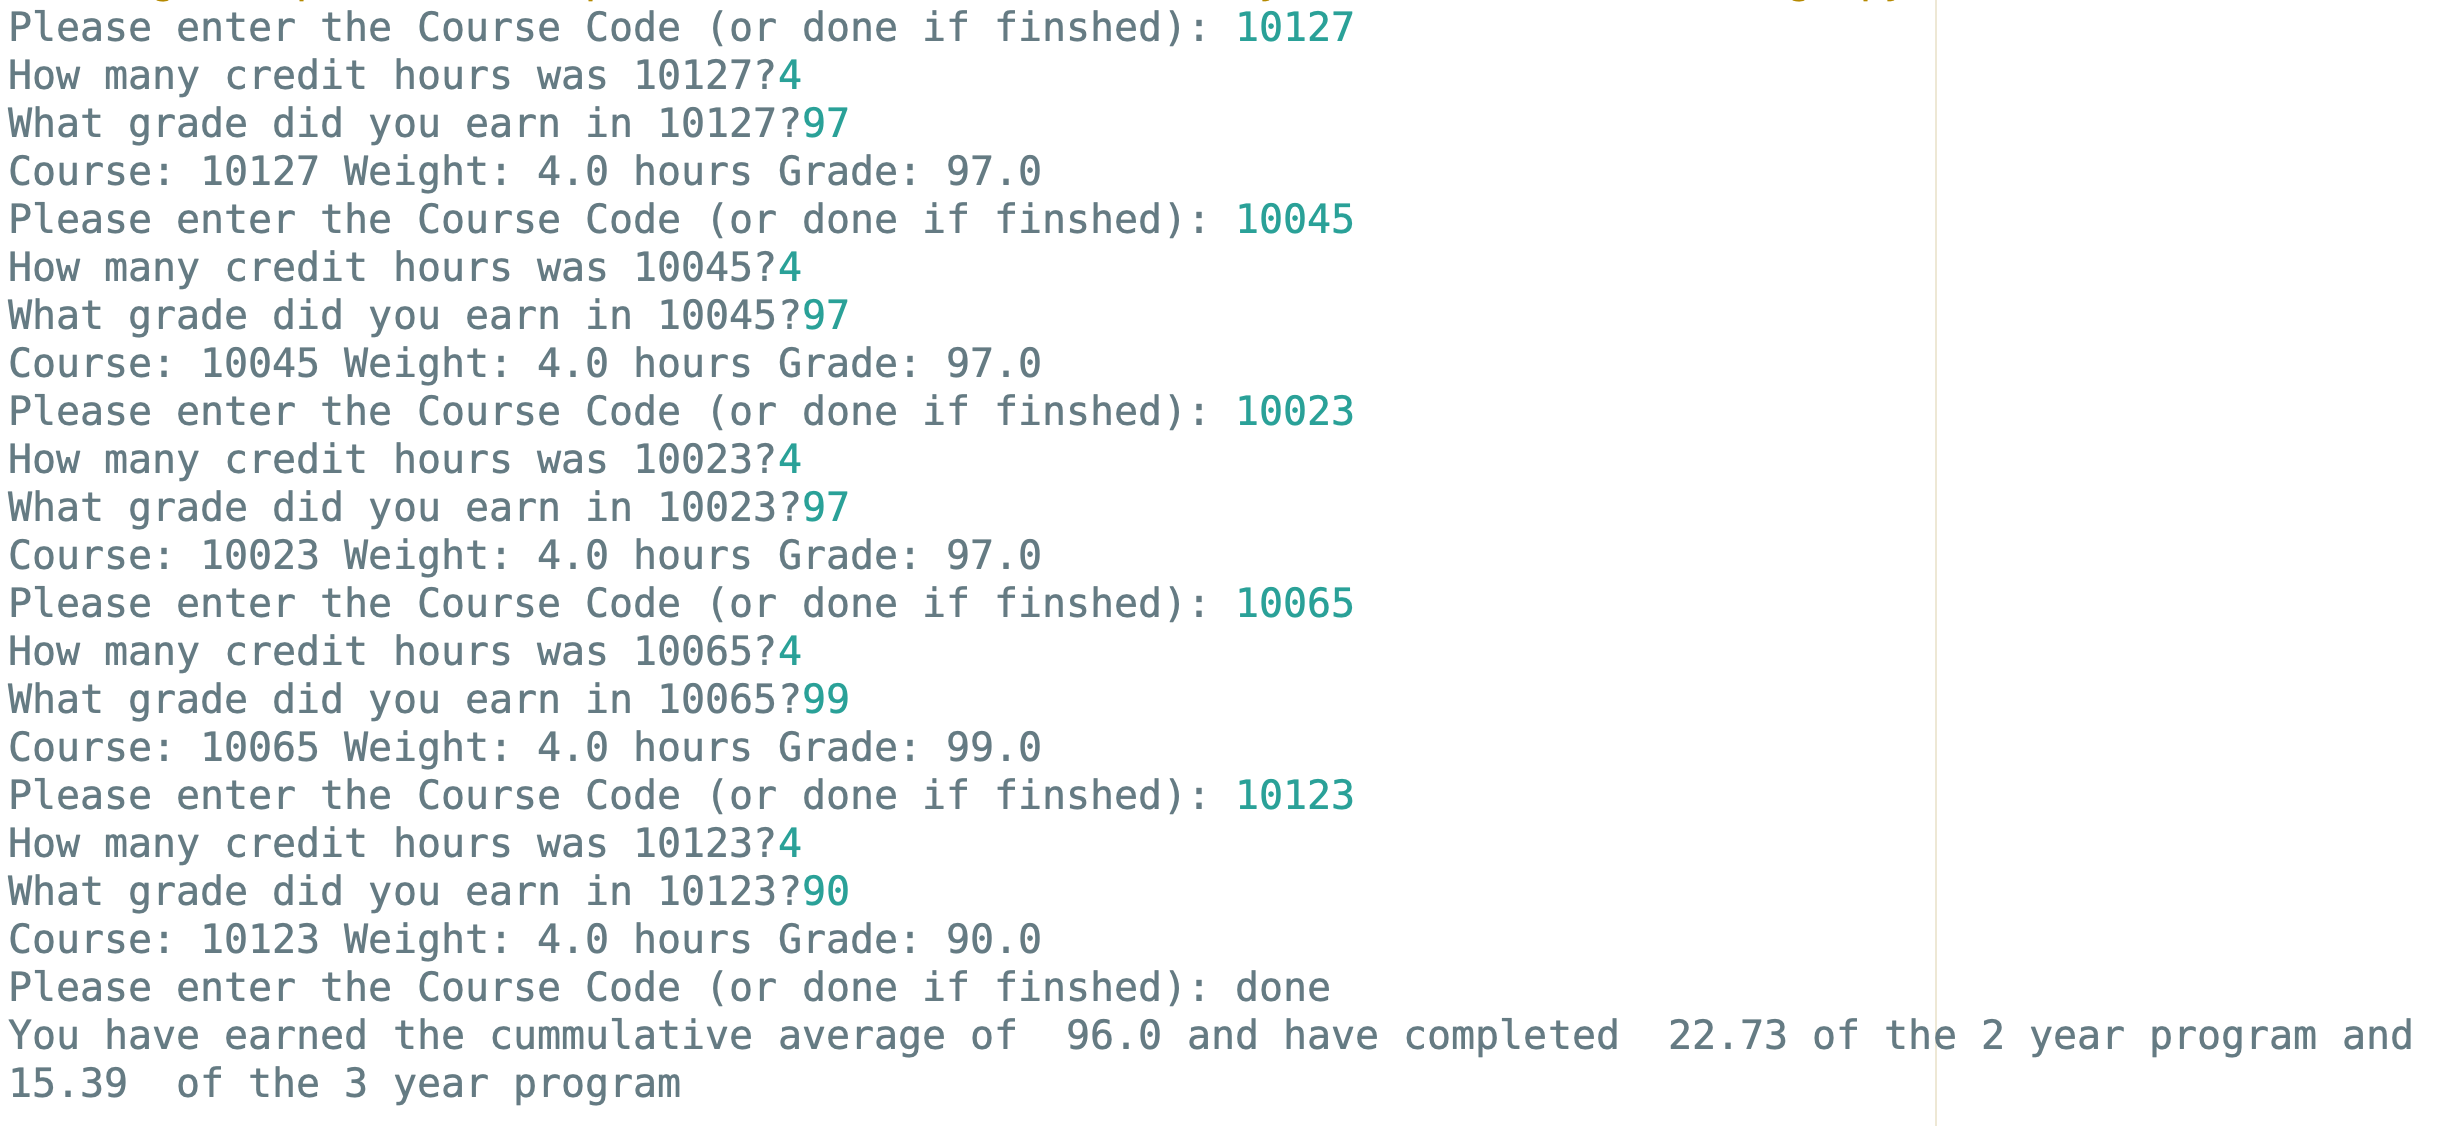 Please enter the Course Code (or done if finshed): 10127
How many credit hours was 10127?4
What grade did you earn in 10127?97
Course: 10127 Weight: 4.0 hours Grade: 97.0
Please enter the Course Code (or done if finshed): 10045
How many credit hours was 10045?4
What grade did you earn in 10045?97
Course: 10045 Weight: 4.0 hours Grade: 97.0
Please enter the Course Code (or done if finshed): 10023
How many credit hours was 10023?4
What grade did you earn in 10023?97
Course: 10023 Weight: 4.0 hours Grade: 97.0
Please enter the Course Code (or done if finshed): 10065
How many credit hours was 10065?4
What grade did you earn in 10065?99
Course: 10065 Weight: 4.0 hours Grade: 99.0
Please enter the Course Code (or done if finshed): 10123
How many credit hours was 10123?4
What grade did you earn in 10123?90
Course: 10123 Weight: 4.0 hours Grade: 90.0
Please enter the Course Code (or done if finshed): done
You have earned the cummulative average of  96.0 and have completed  22.73 of the 2 year program and
15.39  of the 3 year program